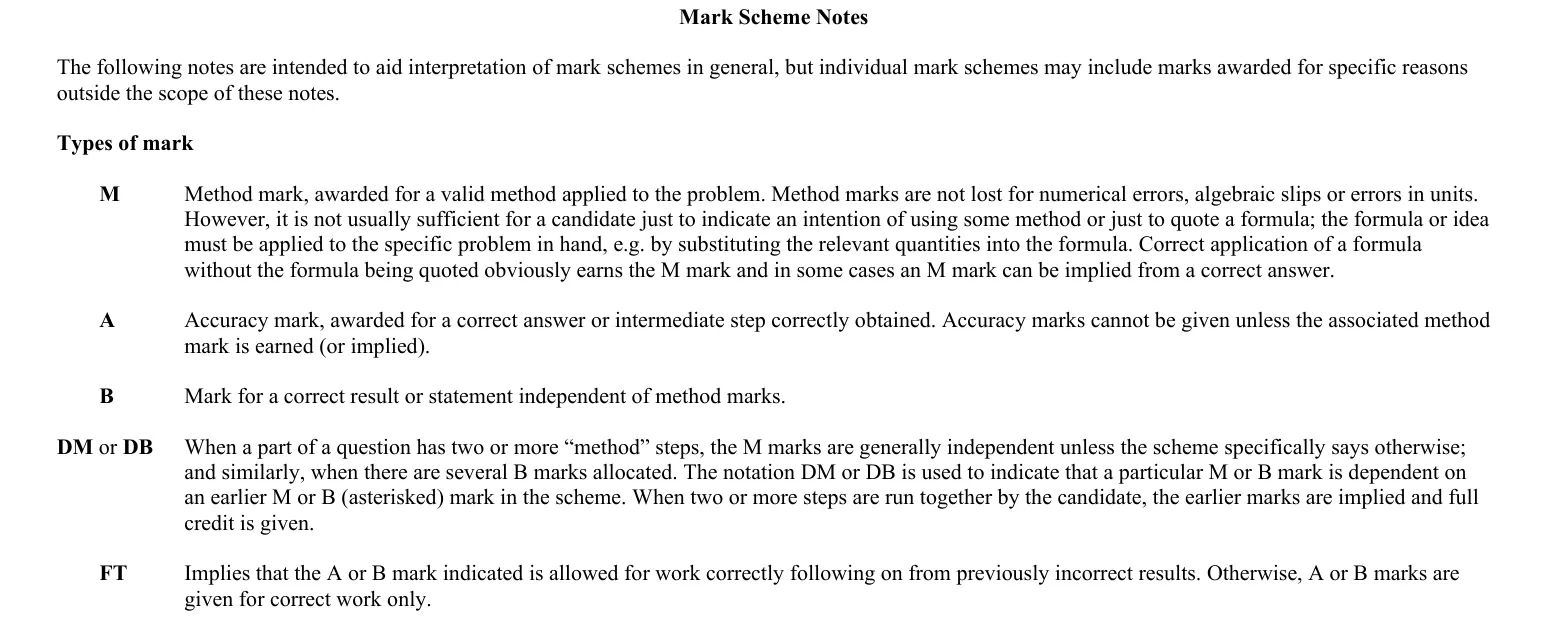 Mark Scheme Notes
The following notes are intended to aid interpretation of mark schemes in general, but individual mark schemes may include marks awarded for specific reasons
outside the scope of these notes.
Types of mark
M Method mark, awarded for a valid method applied to the problem. Method marks are not lost for numerical errors, algebraic slips or errors in units.
However, it is not usually sufficient for a candidate just to indicate an intention of using some method or just to quote a formula; the formula or idea
must be applied to the specific problem in hand, e.g. by substituting the relevant quantities into the formula. Correct application of a formula
without the formula being quoted obviously earns the M mark and in some cases an M mark can be implied from a correct answer.
A Accuracy mark, awarded for a correct answer or intermediate step correctly obtained. Accuracy marks cannot be given unless the associated method
mark is earned (or implied).
B Mark for a correct result or statement independent of method marks.
DM or DB When a part of a question has two or more “method” steps, the M marks are generally independent unless the scheme specifically says otherwise;
and similarly, when there are several B marks allocated. The notation DM or DB is used to indicate that a particular M or B mark is dependent on
an earlier M or B (asterisked) mark in the scheme. When two or more steps are run together by the candidate, the earlier marks are implied and full
credit is given.
FT Implies that the A or B mark indicated is allowed for work correctly following on from previously incorrect results. Otherwise, A or B marks are
given for correct work only.